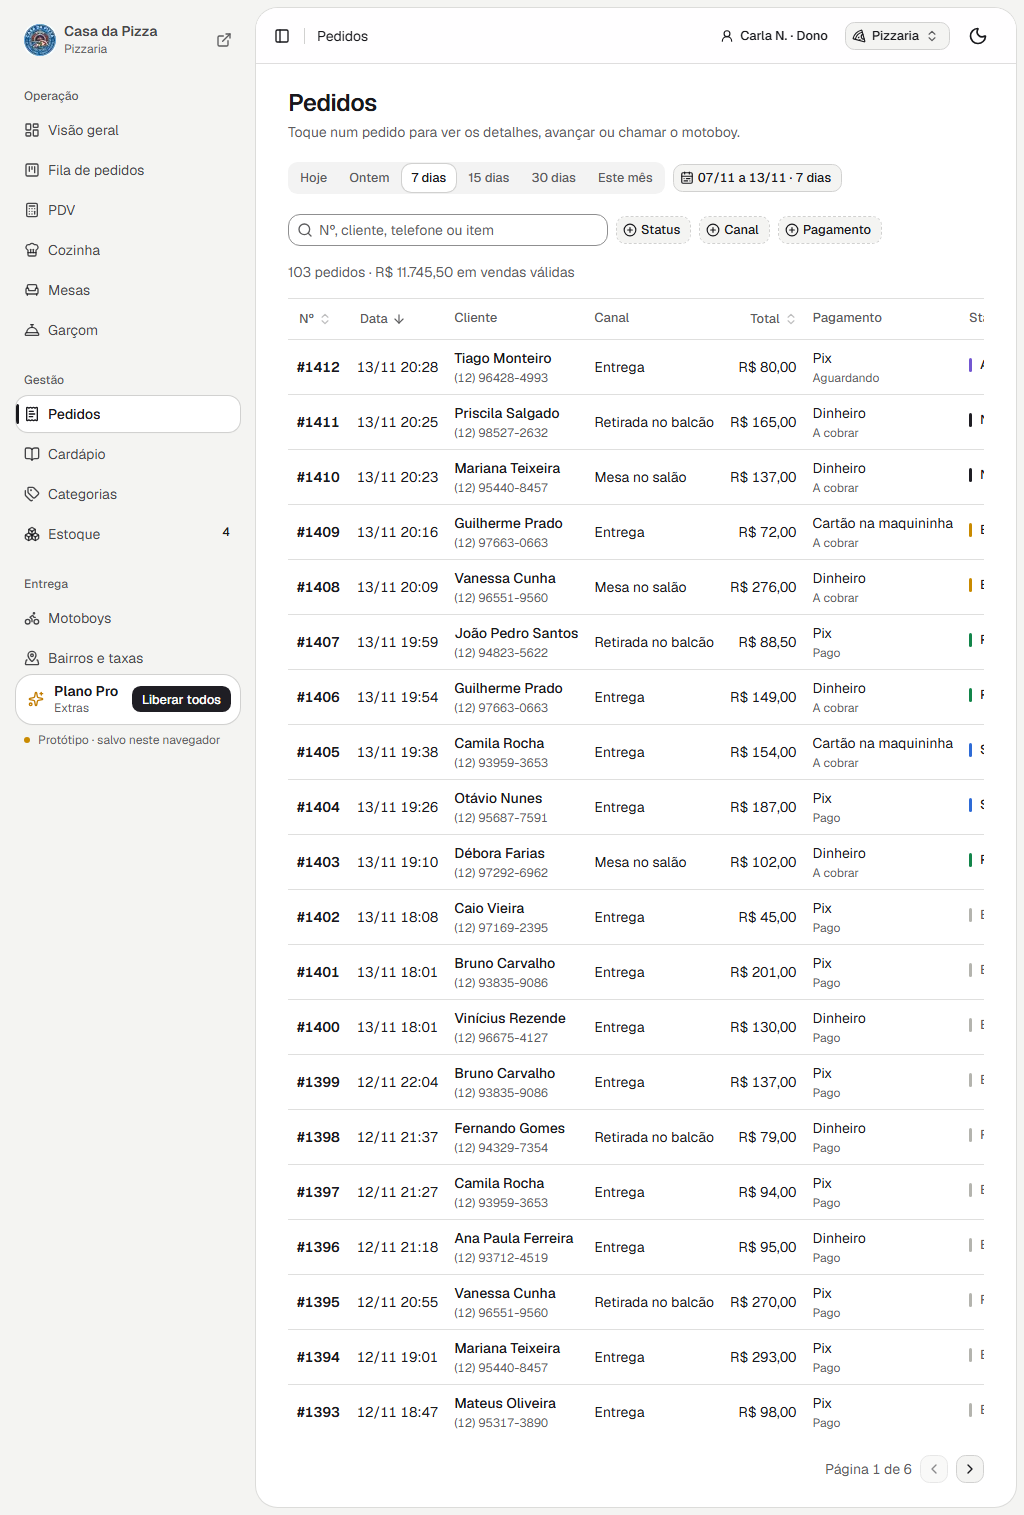 Casa da Pizza
Pizzaria
Operação
Visão geral
Fila de pedidos
PDV
Cozinha
Mesas
Garçom
Gestão
Pedidos
Cardápio
Categorias
Estoque 4
Entrega
Motoboys
Bairros e taxas
Plano Pro
Extras
Liberar todos
Protótipo · salvo neste navegador
Pedidos
Carla N. · Dono
Pizzaria
Pedidos
Toque num pedido para ver os detalhes, avançar ou chamar o motoboy.
Hoje Ontem 7 dias 15 dias 30 dias Este mês 07/11 a 13/11 · 7 dias
Nº, cliente, telefone ou item Status Canal Pagamento
103 pedidos · R$ 11.745,50 em vendas válidas
Nº Data Cliente Canal Total Pagamento
#1412 13/11 20:28 Tiago Monteiro Entrega R$ 80,00 Pix
(12) 96428-4993 Aguardando
#1411 13/11 20:25 Priscila Salgado Retirada no balcão R$ 165,00 Dinheiro
(12) 98527-2632 A cobrar
#1410 13/11 20:23 Mariana Teixeira Mesa no salão R$ 137,00 Dinheiro
(12) 95440-8457 A cobrar
#1409 13/11 20:16 Guilherme Prado Entrega R$ 72,00 Cartão na maquininha
(12) 97663-0663 A cobrar
#1408 13/11 20:09 Vanessa Cunha Mesa no salão R$ 276,00 Dinheiro
(12) 96551-9560 A cobrar
#1407 13/11 19:59 João Pedro Santos Retirada no balcão R$ 88,50 Pix
(12) 94823-5622 Pago
#1406 13/11 19:54 Guilherme Prado Entrega R$ 149,00 Dinheiro
(12) 97663-0663 A cobrar
#1405 13/11 19:38 Camila Rocha Entrega R$ 154,00 Cartão na maquininha
(12) 93959-3653 A cobrar
#1404 13/11 19:26 Otávio Nunes Entrega R$ 187,00 Pix
(12) 95687-7591 Pago
#1403 13/11 19:10 Débora Farias Mesa no salão R$ 102,00 Dinheiro
(12) 97292-6962 A cobrar
#1402 13/11 18:08 Caio Vieira Entrega R$ 45,00 Pix
(12) 97169-2395 Pago
#1401 13/11 18:01 Bruno Carvalho Entrega R$ 201,00 Pix
(12) 93835-9086 Pago
#1400 13/11 18:01 Vinícius Rezende Entrega R$ 130,00 Dinheiro
(12) 96675-4127 Pago
#1399 12/11 22:04 Bruno Carvalho Entrega R$ 137,00 Pix
(12) 93835-9086 Pago
#1398 12/11 21:37 Fernando Gomes Retirada no balcão R$ 79,00 Dinheiro
(12) 94329-7354 Pago
#1397 12/11 21:27 Camila Rocha Entrega R$ 94,00 Pix
(12) 93959-3653 Pago
#1396 12/11 21:18 Ana Paula Ferreira Entrega R$ 95,00 Dinheiro
(12) 93712-4519 Pago
#1395 12/11 20:55 Vanessa Cunha Retirada no balcão R$ 270,00 Pix
(12) 96551-9560 Pago
#1394 12/11 19:01 Mariana Teixeira Entrega R$ 293,00 Pix
(12) 95440-8457 Pago
#1393 12/11 18:47 Mateus Oliveira Entrega R$ 98,00 Pix
(12) 95317-3890 Pago
Página 1 de 6